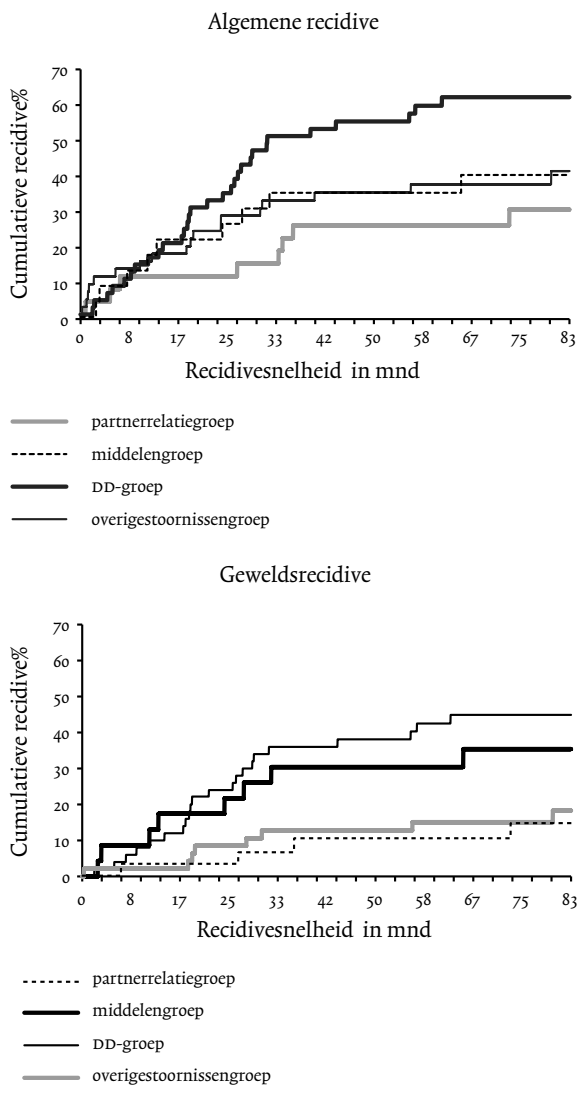 Algemene recidive
Cumulatieve recidive%
70
60
50
40
30
20
10
0
0 8 17 25 33 42 50 58 67 75 83
Recidivesnelheid in mnd
partnerrelatiegroep
middelengroep
DD-groep
overigestoornissengroep
Geweldsrecidive
Cumulatieve recidive%
70
60
50
40
30
20
10
0
0 8 17 25 33 42 50 58 67 75 83
Recidivesnelheid in mnd
partnerrelatiegroep
middelengroep
DD-groep
overigestoornissengroep